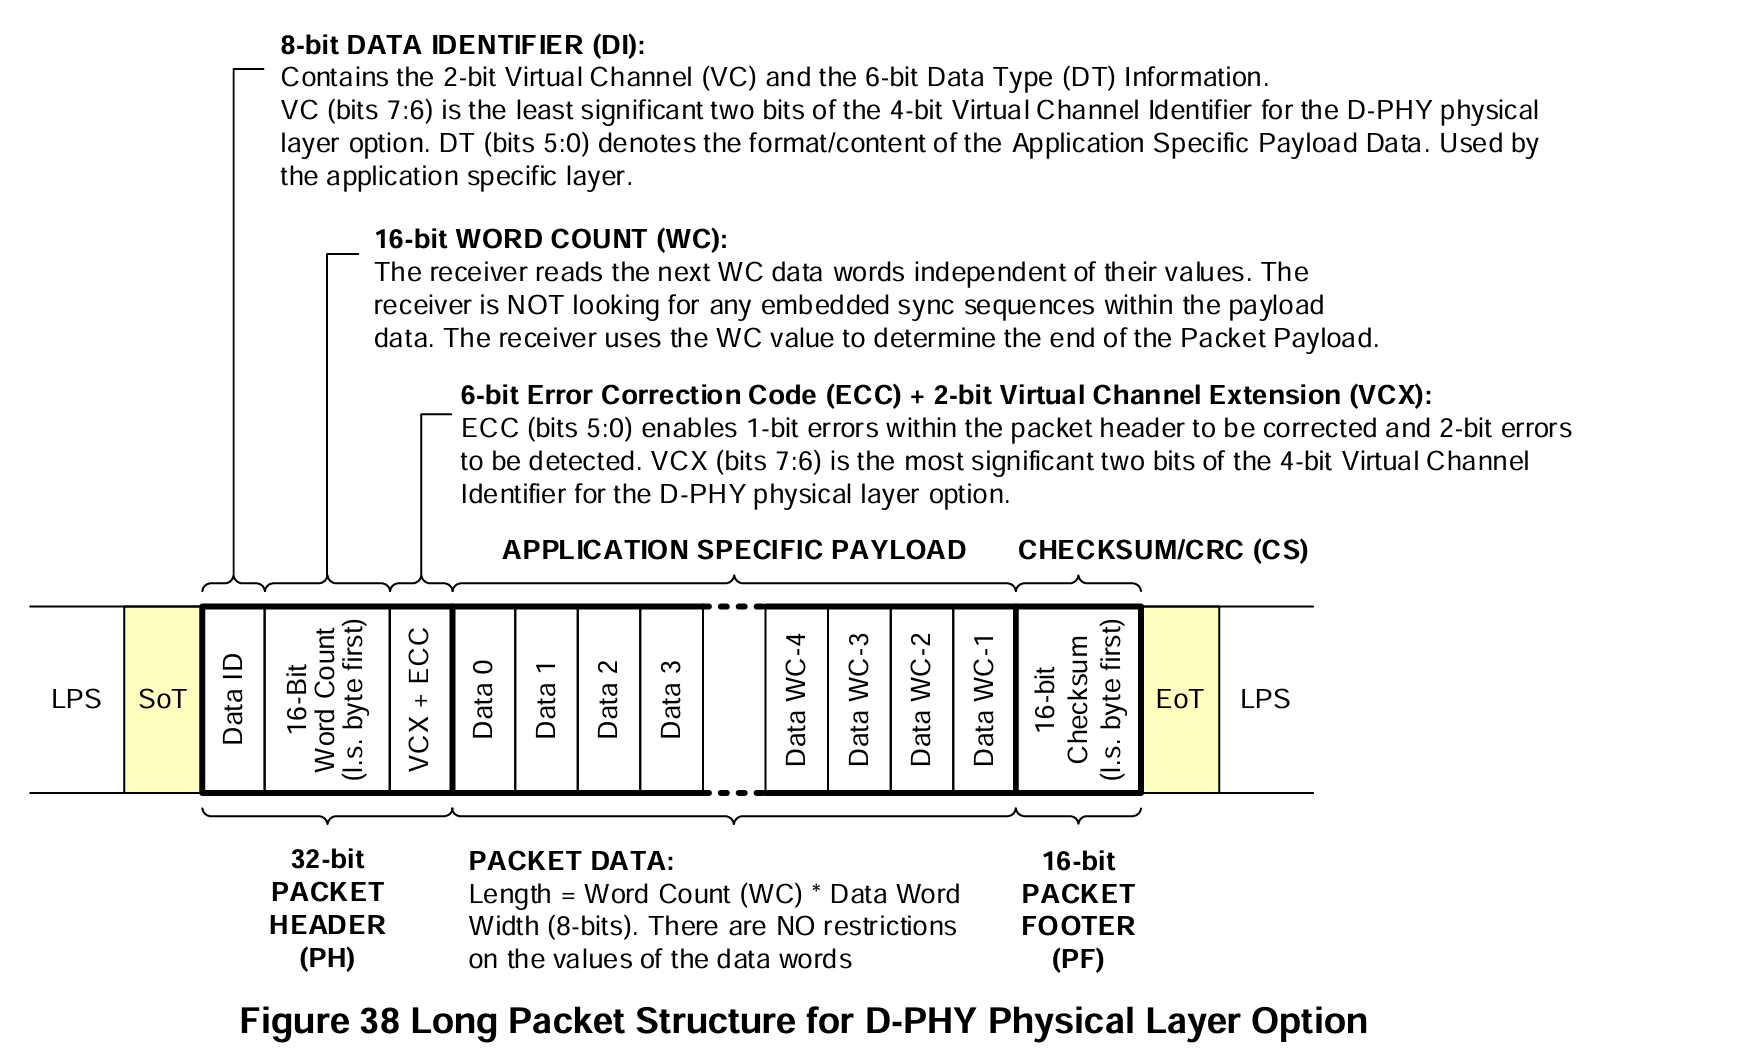 8-bit DATA IDENTIFIER (DI):
Contains the 2-bit Virtual Channel (VC) and the 6-bit Data Type (DT) Information.
VC (bits 7:6) is the least significant two bits of the 4-bit Virtual Channel Identifier for the D-PHY physical
layer option. DT (bits 5:0) denotes the format/content of the Application Specific Payload Data. Used by
the application specific layer.
16-bit WORD COUNT (WC):
The receiver reads the next WC data words independent of their values. The
receiver is NOT looking for any embedded sync sequences within the payload
data. The receiver uses the WC value to determine the end of the Packet Payload.
6-bit Error Correction Code (ECC) + 2-bit Virtual Channel Extension (VCX):
ECC (bits 5:0) enables 1-bit errors within the packet header to be corrected and 2-bit errors
to be detected. VCX (bits 7:6) is the most significant two bits of the 4-bit Virtual Channel
Identifier for the D-PHY physical layer option.
APPLICATION SPECIFIC PAYLOAD
CHECKSUM/CRC (CS)
LPS
SoT
Data ID
16-Bit
Word Count
(l.s. byte first)
VCX + ECC
Data 0
Data 1
Data 2
Data 3
Data WC-4
Data WC-3
Data WC-2
Data WC-1
16-bit
Checksum
(l.s. byte first)
EoT
LPS
32-bit
PACKET
HEADER
(PH)
PACKET DATA:
Length = Word Count (WC) * Data Word
Width (8-bits). There are NO restrictions
on the values of the data words
16-bit
PACKET
FOOTER
(PF)
Figure 38 Long Packet Structure for D-PHY Physical Layer Option